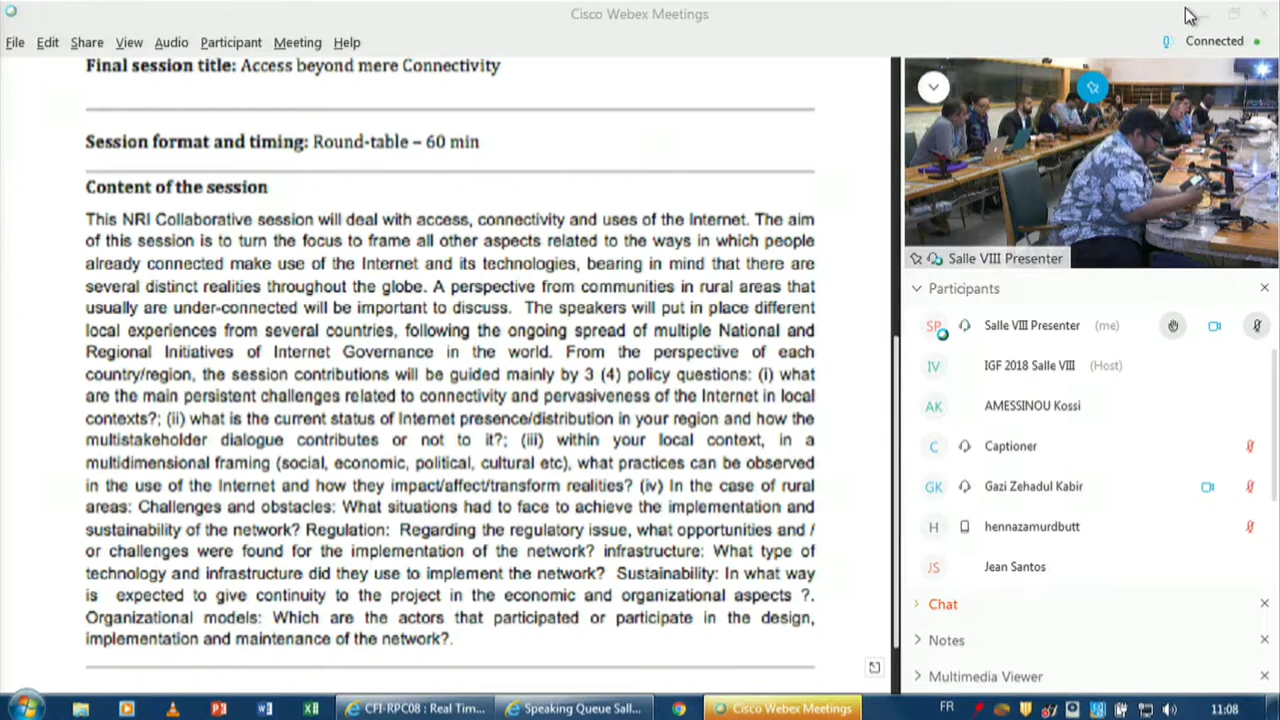 Cisco Webex Meetings
File Edit Share View Audio Participant Meeting Help
Connected
Final session title: Access beyond mere Connectivity
Session format and timing: Round-table – 60 min
Content of the session
This NRI Collaborative session will deal with access, connectivity and uses of the Internet. The aim
of this session is to turn the focus to frame all other aspects related to the ways in which people
already connected make use of the Internet and its technologies, bearing in mind that there are
several distinct realities throughout the globe. A perspective from communities in rural areas that
usually are under-connected will be important to discuss. The speakers will put in place different
local experiences from several countries, following the ongoing spread of multiple National and
Regional Initiatives of Internet Governance in the world. From the perspective of each
country/region, the session contributions will be guided mainly by 3 (4) policy questions: (i) what
are the main persistent challenges related to connectivity and pervasiveness of the Internet in local
contexts?; (ii) what is the current status of Internet presence/distribution in your region and how the
multistakeholder dialogue contributes or not to it?; (iii) within your local context, in a
multidimensional framing (social, economic, political, cultural etc), what practices can be observed
in the use of the Internet and how they impact/affect/transform realities? (iv) In the case of rural
areas: Challenges and obstacles: What situations had to face to achieve the implementation and
sustainability of the network? Regulation: Regarding the regulatory issue, what opportunities and /
or challenges were found for the implementation of the network? infrastructure: What type of
technology and infrastructure did they use to implement the network? Sustainability: In what way
is expected to give continuity to the project in the economic and organizational aspects ?.
Organizational models: Which are the actors that participated or participate in the design,
implementation and maintenance of the network?.
Salle VIII Presenter
Participants
SP Salle VIII Presenter (me)
IV IGF 2018 Salle VIII (Host)
AK AMESSINOU Kossi
C Captioner
GK Gazi Zehadul Kabir
H hennazamurdbutt
JS Jean Santos
Chat
Notes
Multimedia Viewer
CFI-RPC08 : Real Tim... Speaking Queue Sall... Cisco Webex Meetings FR 11:08